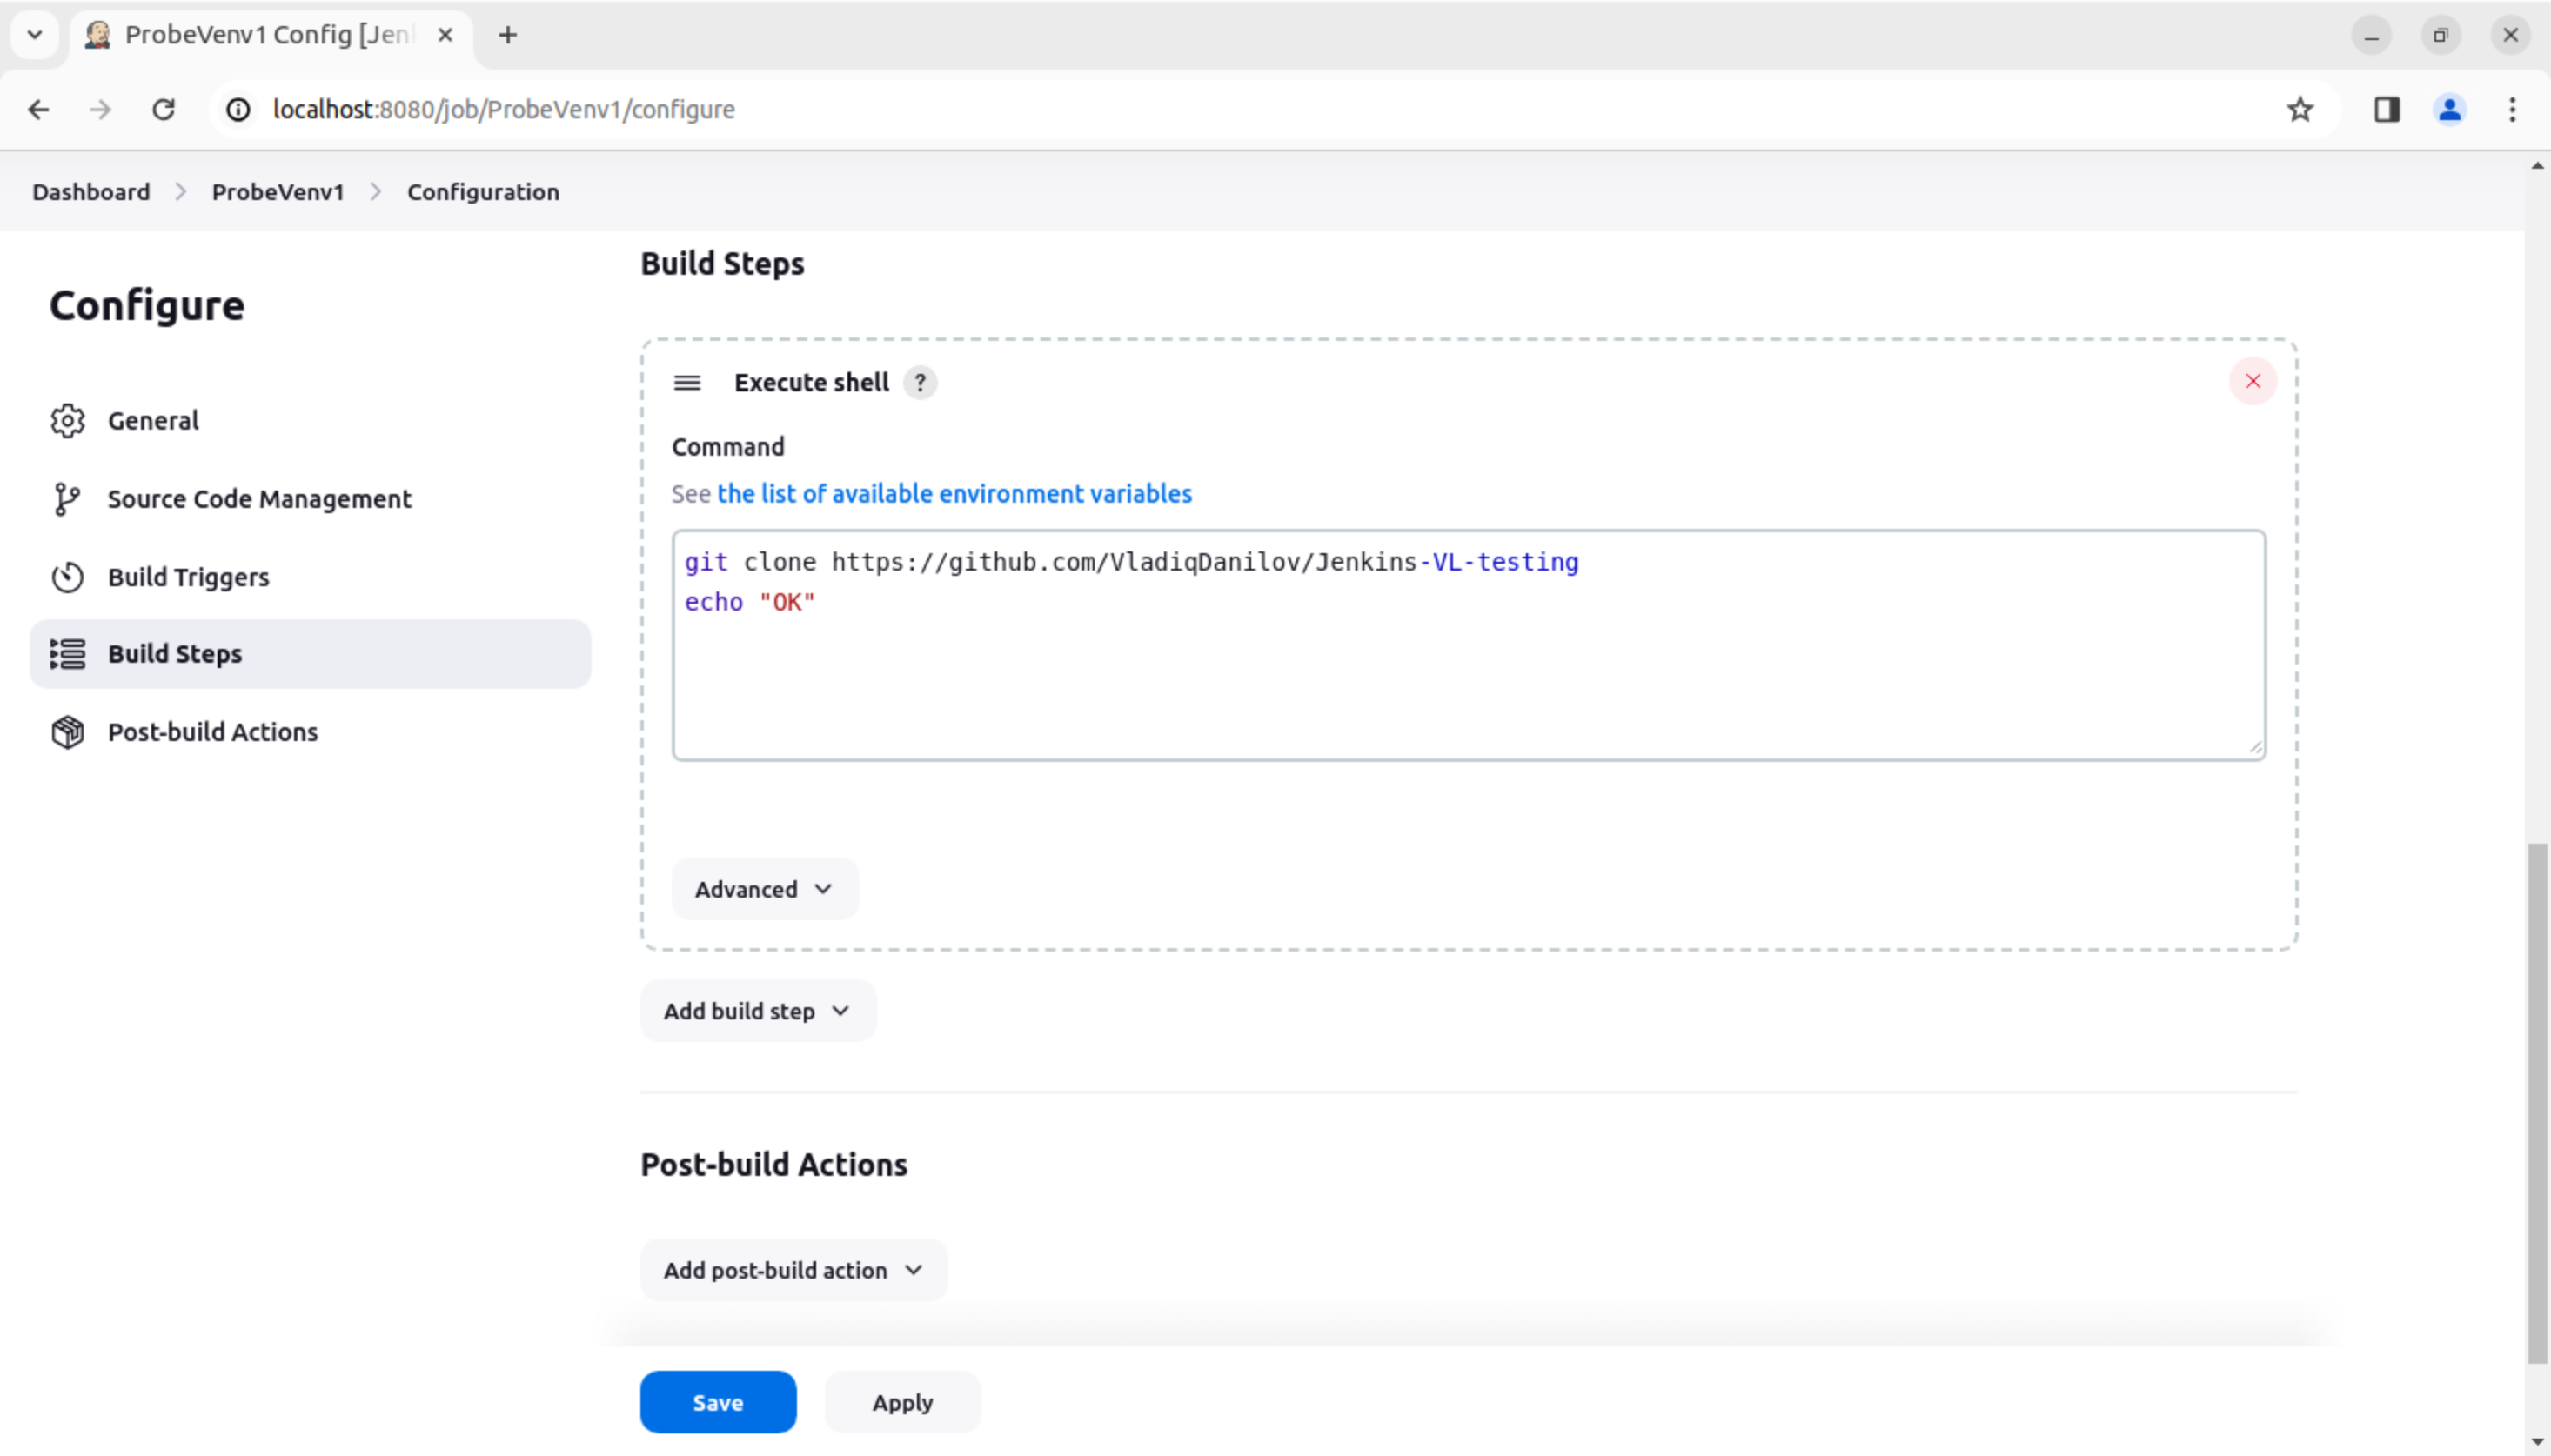 ProbeVenv1 Config [Jen
localhost:8080/job/ProbeVenv1/configure
Dashboard > ProbeVenv1 > Configuration
Configure
General
Source Code Management
Build Triggers
Build Steps
Post-build Actions
Build Steps
Execute shell ?
Command
See the list of available environment variables
git clone https://github.com/VladiqDanilov/Jenkins-VL-testing
echo "OK"
Advanced
Add build step
Post-build Actions
Add post-build action
Save Apply